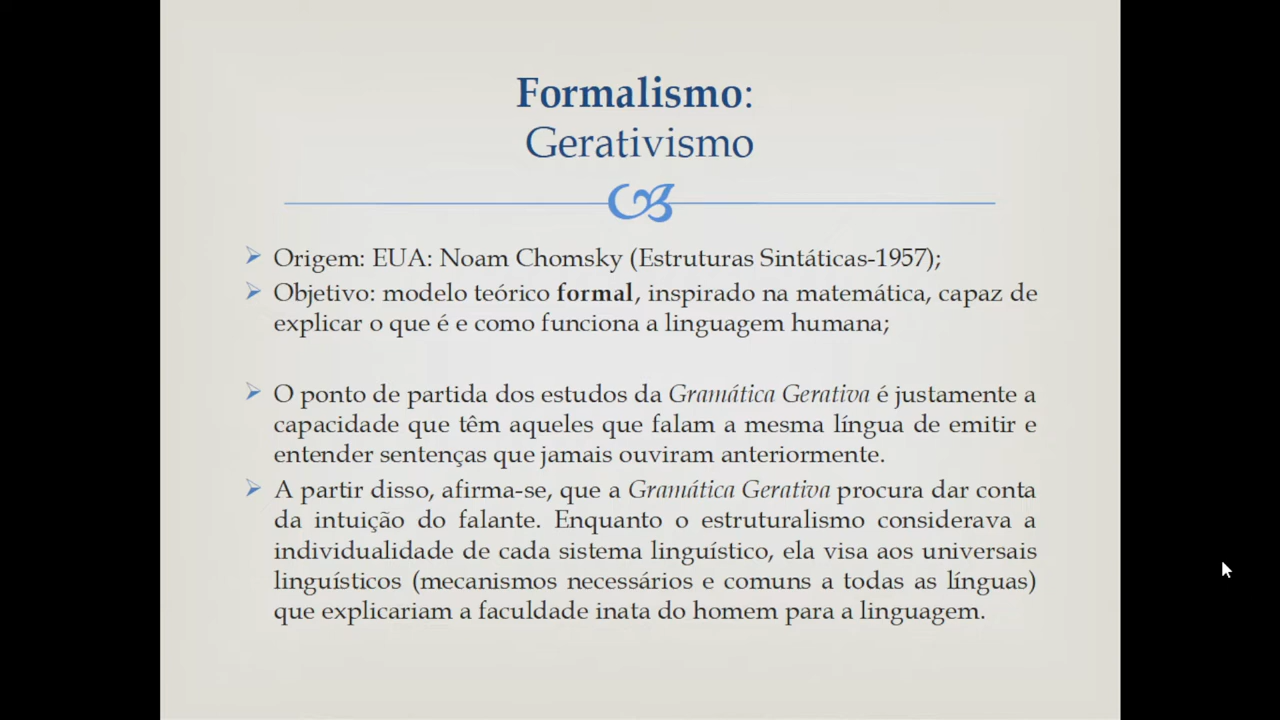 Formalismo:
Gerativismo
Origem: EUA: Noam Chomsky (Estruturas Sintáticas-1957);
Objetivo: modelo teórico formal, inspirado na matemática, capaz de
explicar o que é e como funciona a linguagem humana;
O ponto de partida dos estudos da Gramática Gerativa é justamente a
capacidade que têm aqueles que falam a mesma língua de emitir e
entender sentenças que jamais ouviram anteriormente.
A partir disso, afirma-se, que a Gramática Gerativa procura dar conta
da intuição do falante. Enquanto o estruturalismo considerava a
individualidade de cada sistema linguístico, ela visa aos universais
linguísticos (mecanismos necessários e comuns a todas as línguas)
que explicariam a faculdade inata do homem para a linguagem.